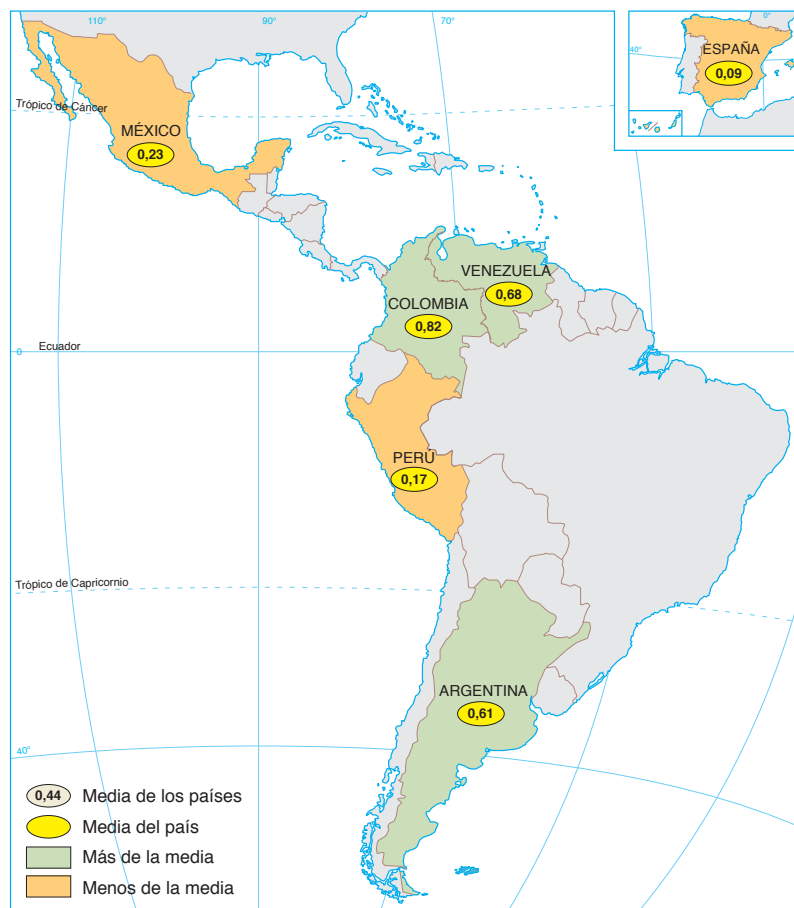 110°
90°
70°
0°
40°
ESPAÑA
0,09
Trópico de Cáncer
MÉXICO
0,23
VENEZUELA
0,68
COLOMBIA
0,82
Ecuador
0
PERÚ
0,17
Trópico de Capricornio
ARGENTINA
0,61
40°
0,44 Media de los países
Media del país
Más de la media
Menos de la media